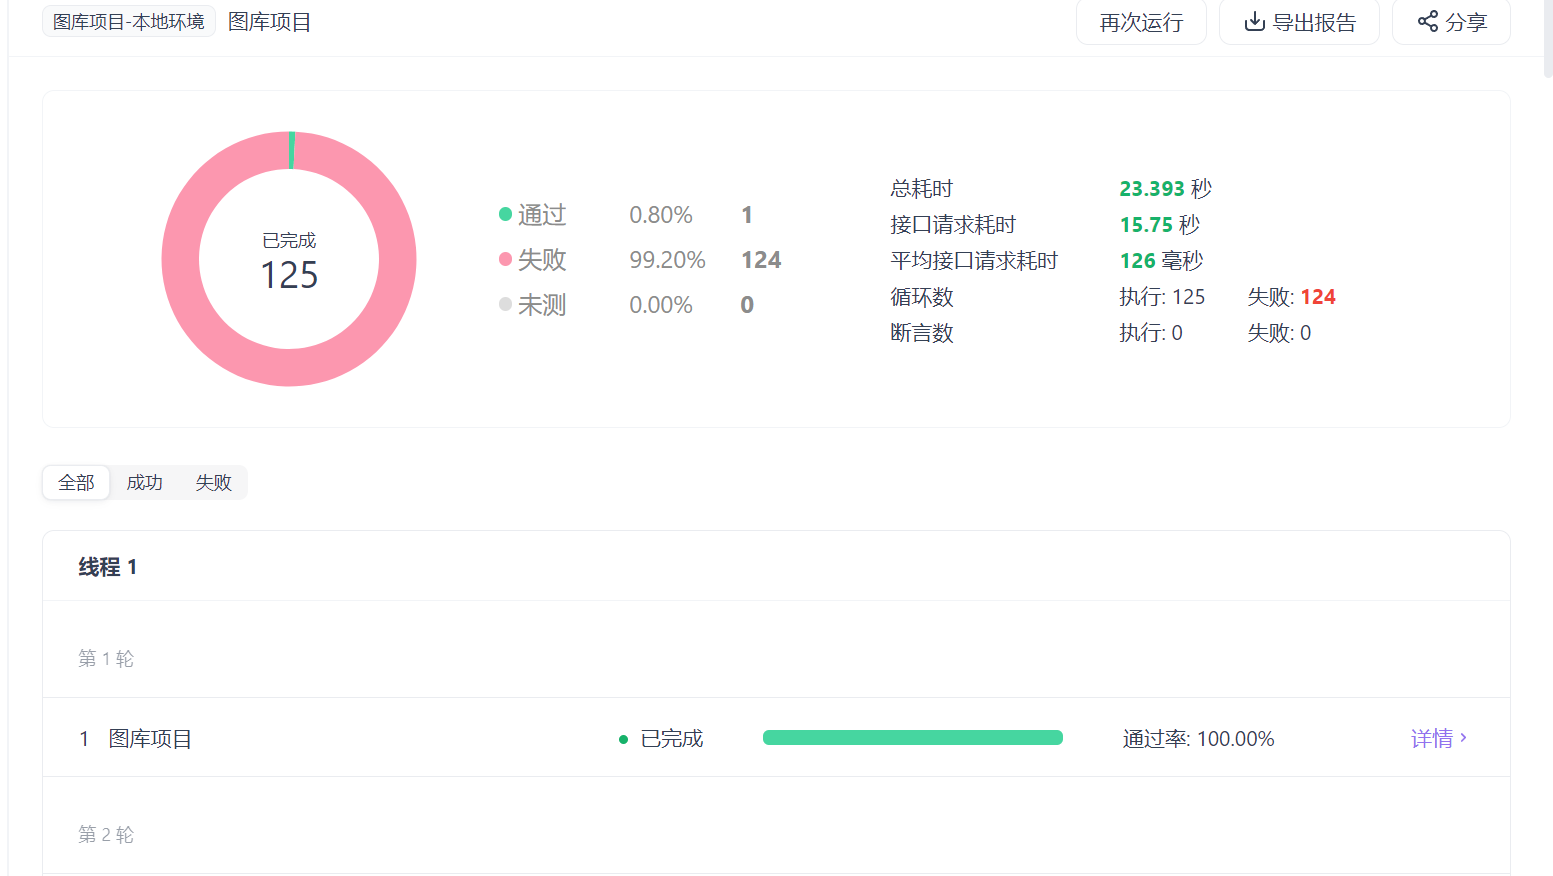 图库项目-本地环境 图库项目 再次运行 导出报告 分享
已完成
125
通过 0.80% 1
失败 99.20% 124
未测 0.00% 0
总耗时 23.393 秒
接口请求耗时 15.75 秒
平均接口请求耗时 126 毫秒
循环数 执行: 125 失败: 124
断言数 执行: 0 失败: 0
全部 成功 失败
线程 1
第 1 轮
1 图库项目 已完成 通过率: 100.00% 详情
第 2 轮